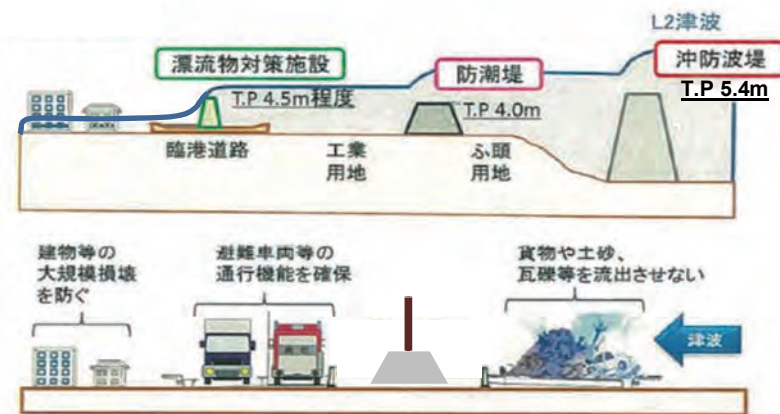 L2津波
漂流物対策施設
防潮堤
沖防波堤
T.P 4.5m程度
T.P 4.0m
T.P 5.4m
臨港道路
工業
用地
ふ頭
用地
建物等の
大規模損壊
を防ぐ
避難車両等の
通行機能を確保
貨物や土砂、
瓦礫等を流出させない
津波